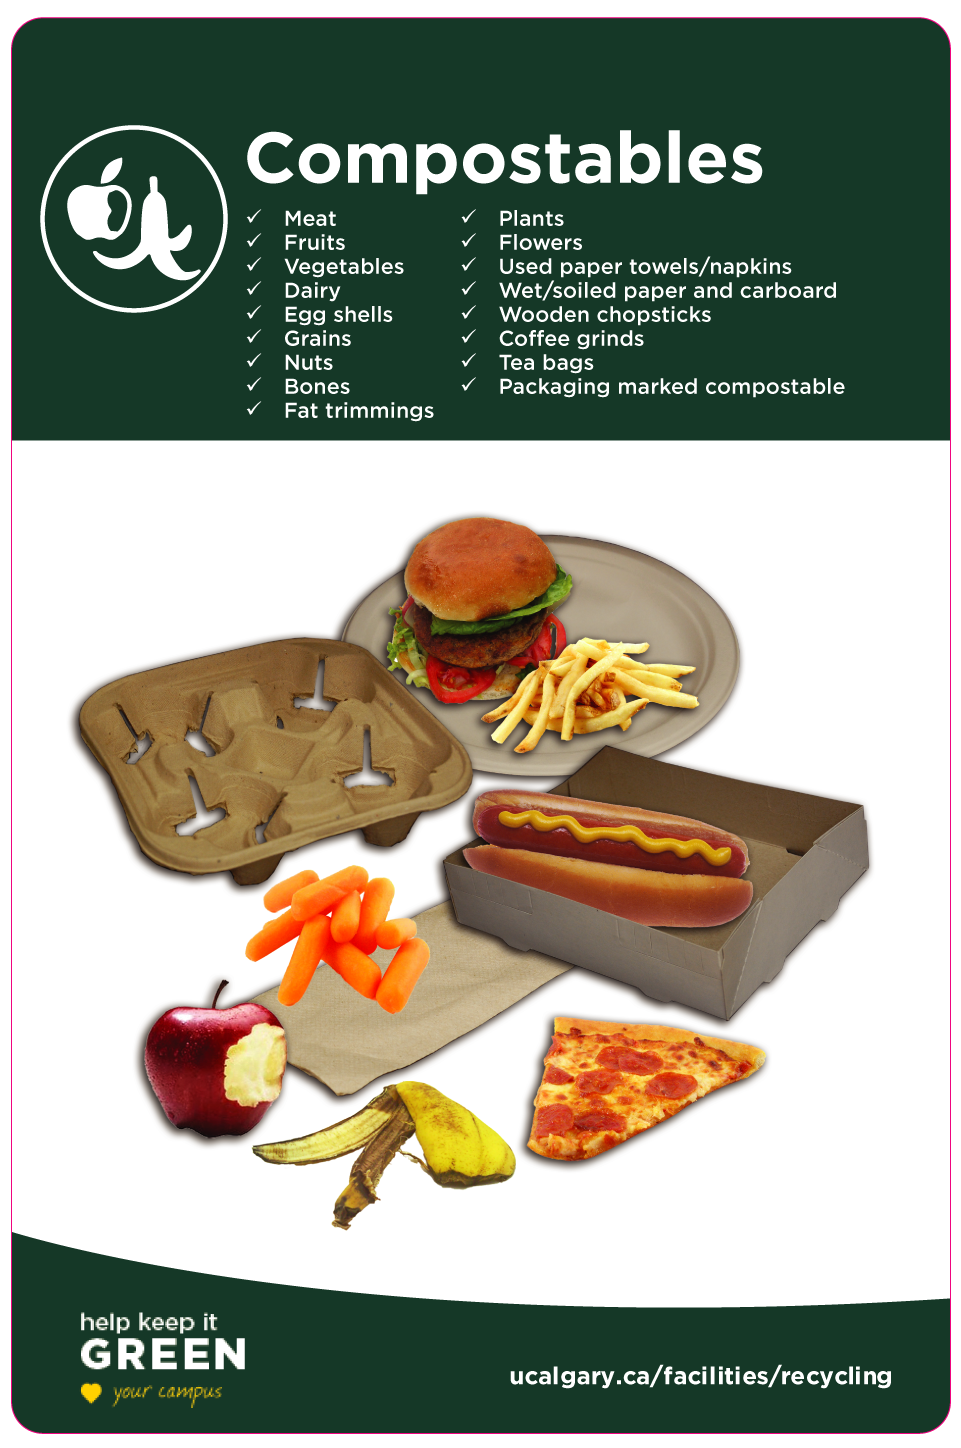 Compostables
✓ Meat
✓ Fruits
✓ Vegetables
✓ Dairy
✓ Egg shells
✓ Grains
✓ Nuts
✓ Bones
✓ Fat trimmings
✓ Plants
✓ Flowers
✓ Used paper towels/napkins
✓ Wet/soiled paper and carboard
✓ Wooden chopsticks
✓ Coffee grinds
✓ Tea bags
✓ Packaging marked compostable
help keep it
GREEN
your campus
ucalgary.ca/facilities/recycling